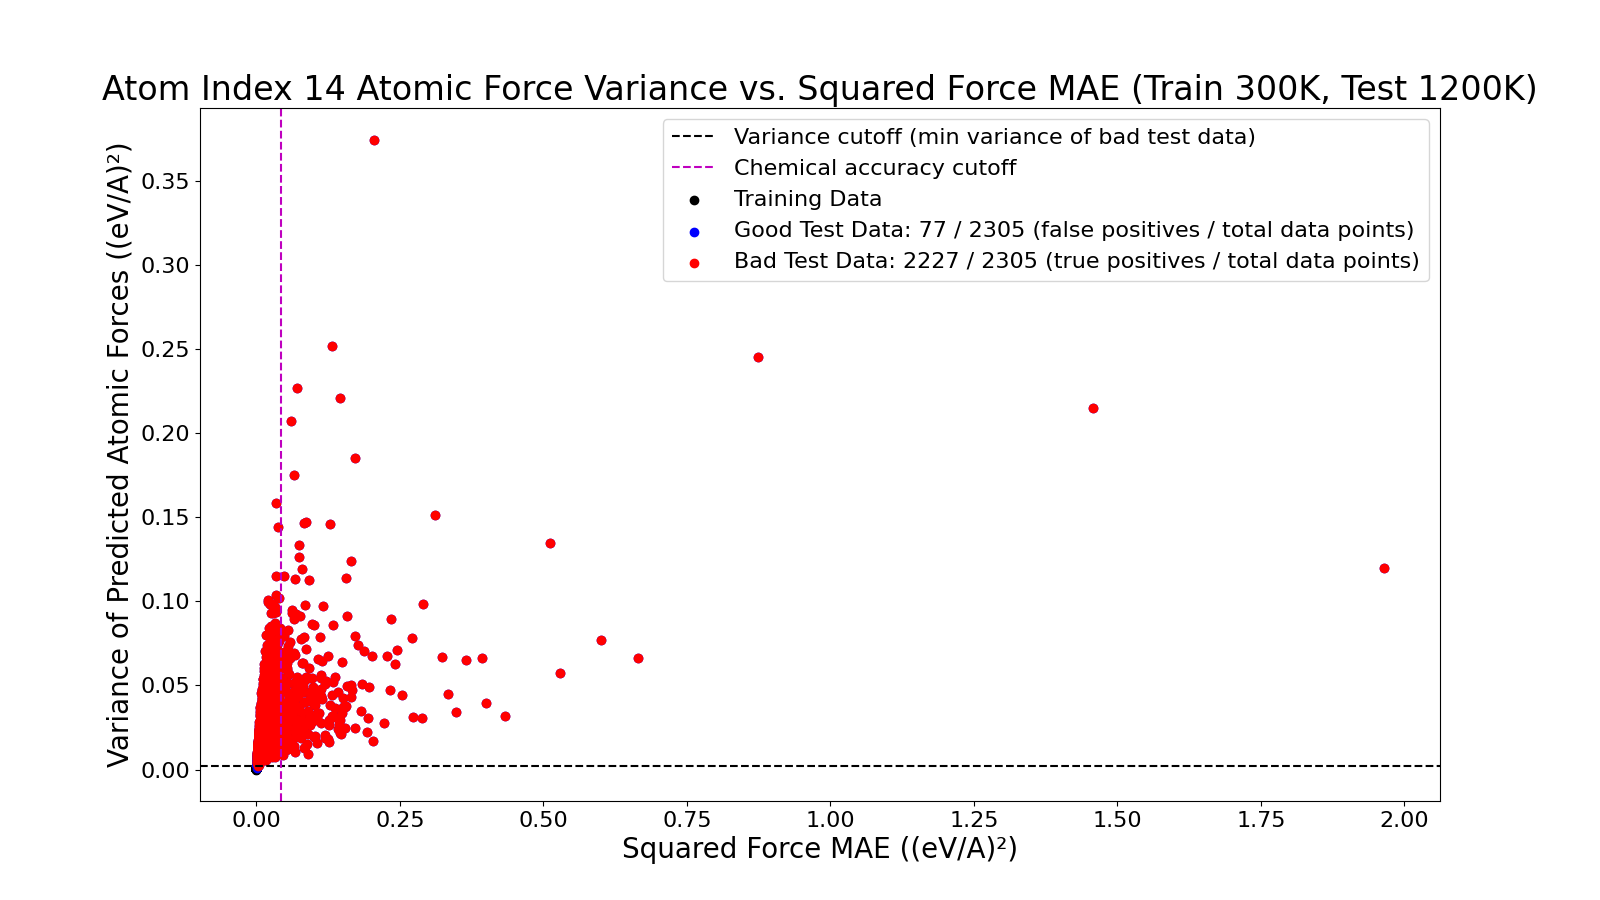 Atom Index 14 Atomic Force Variance vs. Squared Force MAE (Train 300K, Test 1200K)
Variance cutoff (min variance of bad test data)
Chemical accuracy cutoff
Training Data
Good Test Data: 77 / 2305 (false positives / total data points)
Bad Test Data: 2227 / 2305 (true positives / total data points)
Variance of Predicted Atomic Forces ((eV/A)²)
0.35
0.30
0.25
0.20
0.15
0.10
0.05
0.00
0.00 0.25 0.50 0.75 1.00 1.25 1.50 1.75 2.00
Squared Force MAE ((eV/A)²)